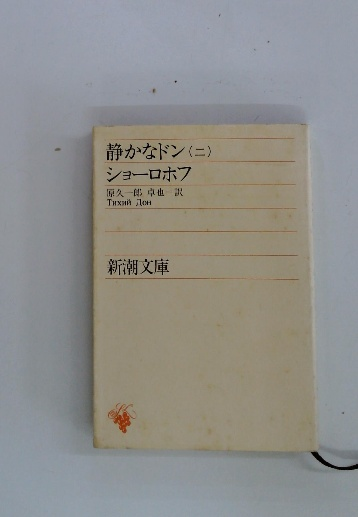 静かなドン〈二〉
ショーロホフ
原久一郎 卓也 訳
Тихий Дон
新潮文庫